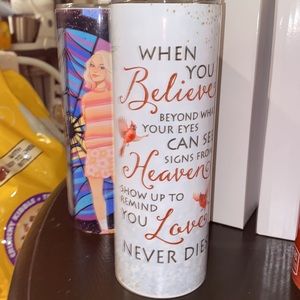 WHEN
YOU
Believe
BEYOND WHAT
YOUR EYES
CAN SEE
SIGNS FROM
Heaven
SHOW UP TO
REMIND
YOU Love
NEVER DIES